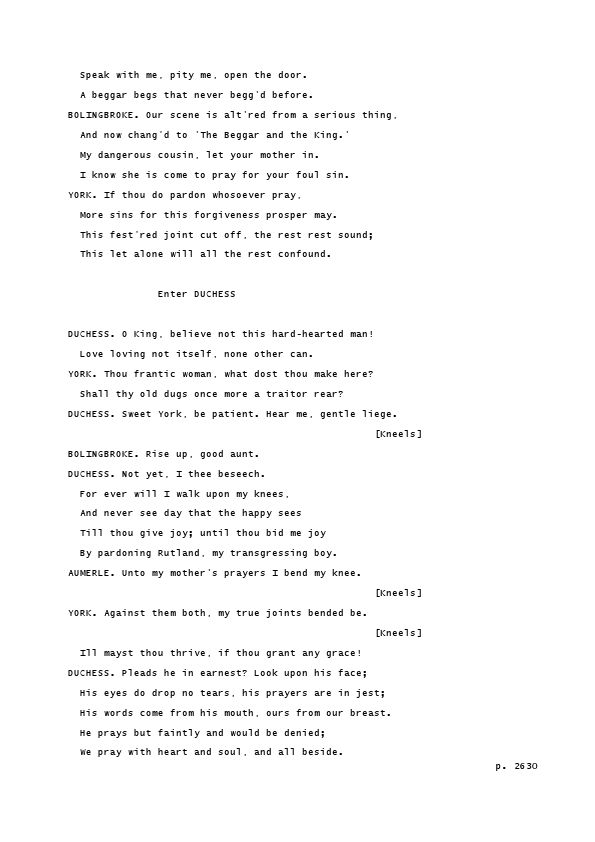 Speak with me, pity me, open the door.
A beggar begs that never begg'd before.
BOLINGBROKE. Our scene is alt'red from a serious thing,
And now chang'd to 'The Beggar and the King.'
My dangerous cousin, let your mother in.
I know she is come to pray for your foul sin.
YORK. If thou do pardon whosoever pray,
More sins for this forgiveness prosper may.
This fest'red joint cut off, the rest rest sound;
This let alone will all the rest confound.
Enter DUCHESS
DUCHESS. O King, believe not this hard-hearted man!
Love loving not itself, none other can.
YORK. Thou frantic woman, what dost thou make here?
Shall thy old dugs once more a traitor rear?
DUCHESS. Sweet York, be patient. Hear me, gentle liege.
[Kneels]
BOLINGBROKE. Rise up, good aunt.
DUCHESS. Not yet, I thee beseech.
For ever will I walk upon my knees,
And never see day that the happy sees
Till thou give joy; until thou bid me joy
By pardoning Rutland, my transgressing boy.
AUMERLE. Unto my mother's prayers I bend my knee.
[Kneels]
YORK. Against them both, my true joints bended be.
[Kneels]
Ill mayst thou thrive, if thou grant any grace!
DUCHESS. Pleads he in earnest? Look upon his face;
His eyes do drop no tears, his prayers are in jest;
His words come from his mouth, ours from our breast.
He prays but faintly and would be denied;
We pray with heart and soul, and all beside.
p. 2630